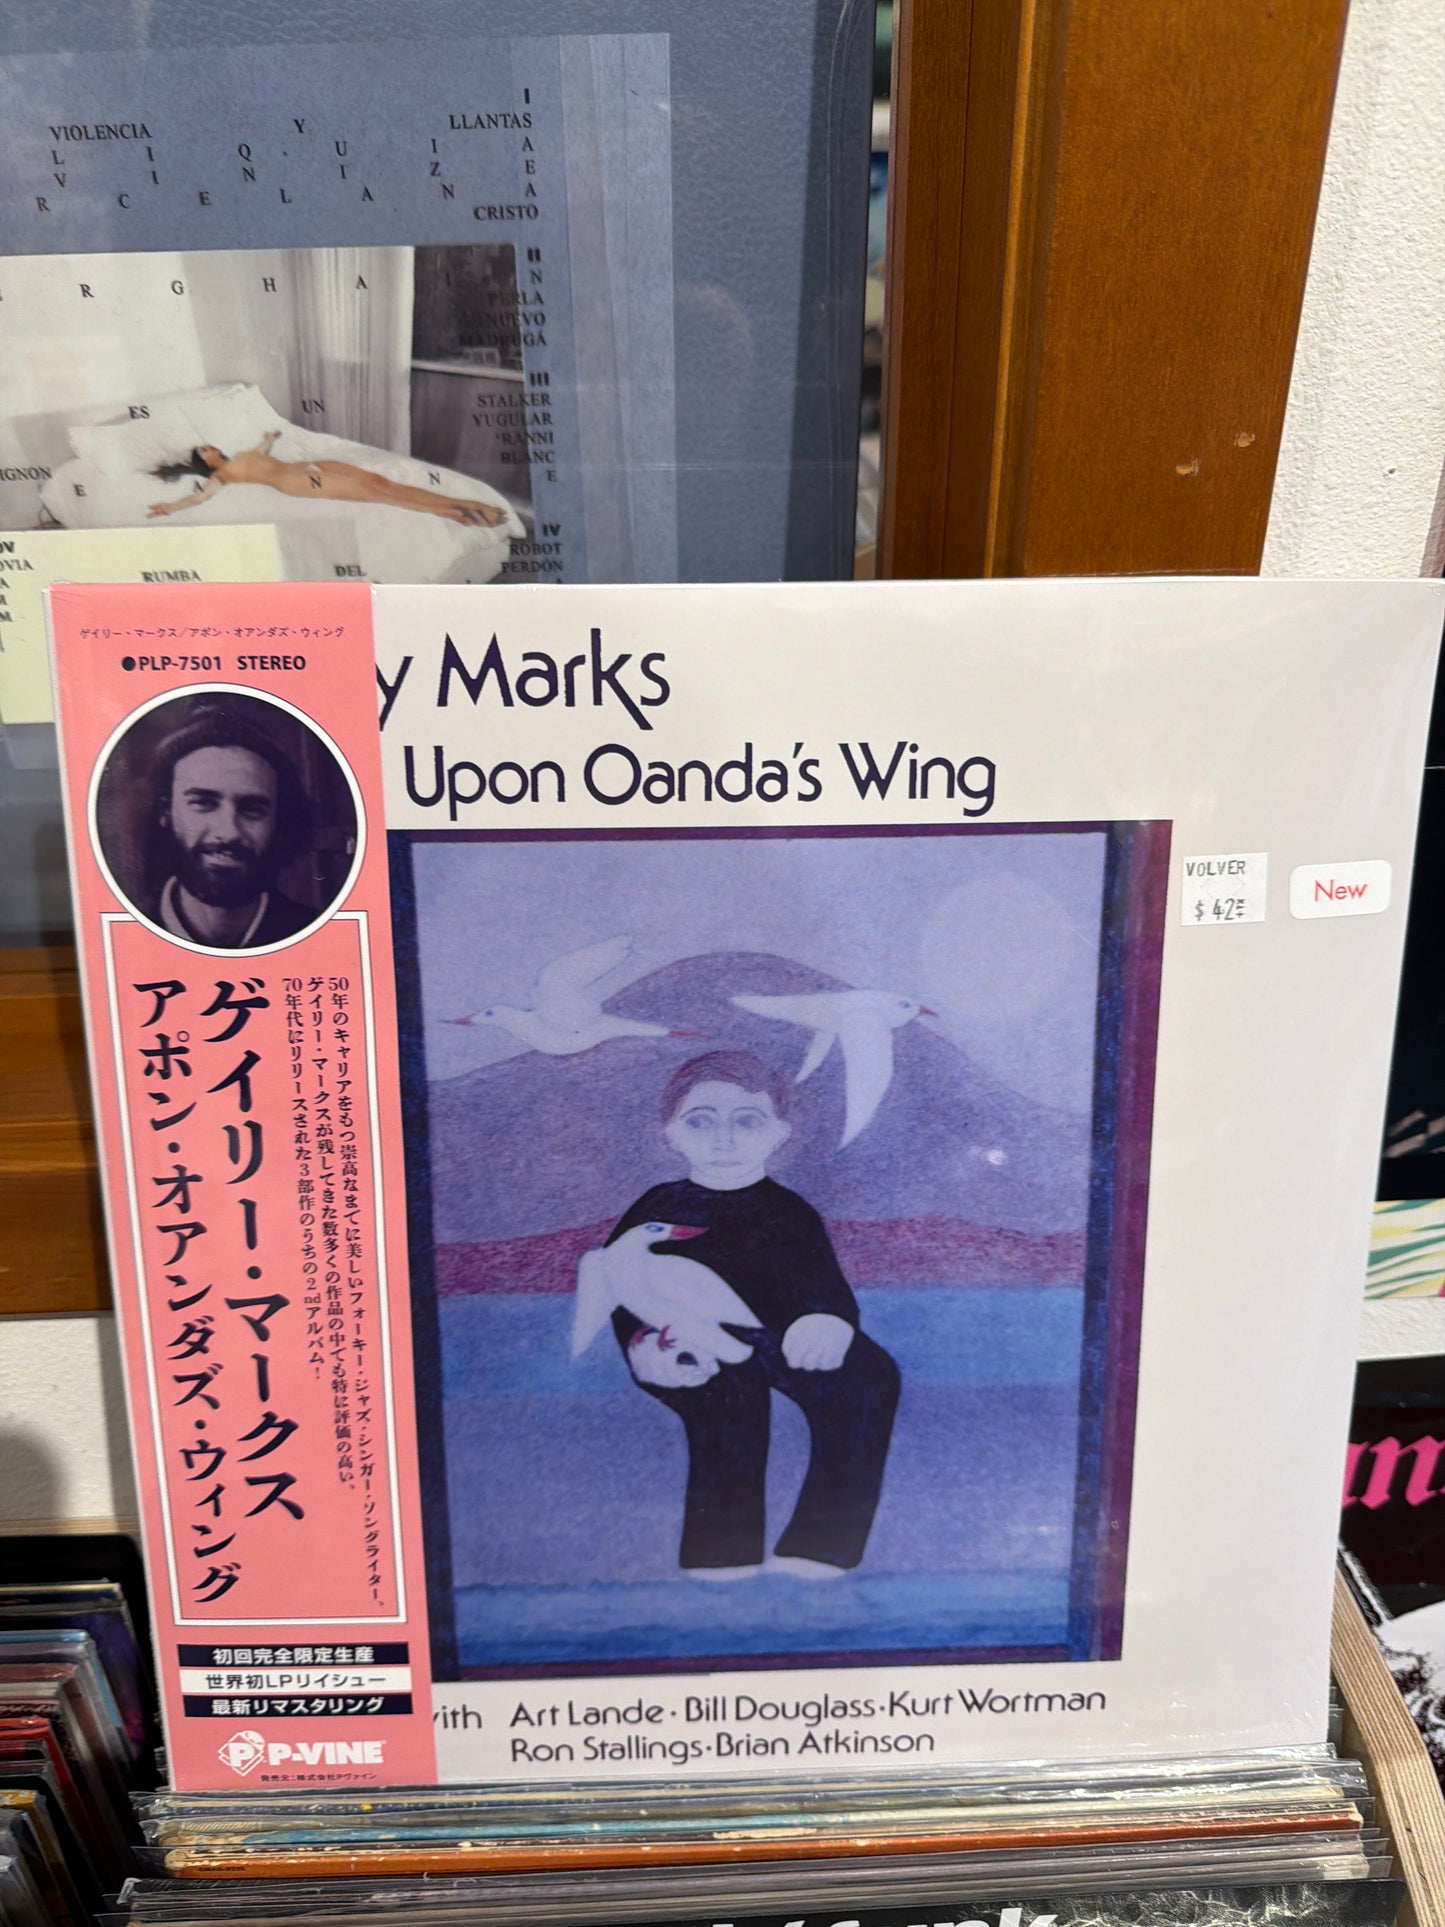 I
VIOLENCIA Y LLANTAS
L I Q U I A
V I N I Z E
R C E L A N A
CRISTO
II
R G H A I N
PERLA
NUEVO
MADRUGÁ
III
ES UN STALKER
YUGULAR
'RANNI
IGNON BLANC
E A N N E
IV
ROBOT
RUMBA DEL PERDÓN
ゲイリー・マークス/アポン・オアンダズ・ウィング
●PLP-7501 STEREO
50年のキャリアをもつ崇高なまでに美しいフォーキー・ジャズ・シンガー・ソングライター。
ゲイリー・マークスが残してきた数多くの作品の中でも特に評価の高い、
70年代にリリースされた3部作のうちの2ndアルバム!
ゲイリー・マークス
アポン・オアンダズ・ウィング
初回完全限定生産
世界初LPリイシュー
最新リマスタリング
P P-VINE
発売元:株式会社Pヴァイン
y Marks
Upon Oanda's Wing
VOLVER
$ 42
New
with Art Lande · Bill Douglass · Kurt Wortman
Ron Stallings · Brian Atkinson